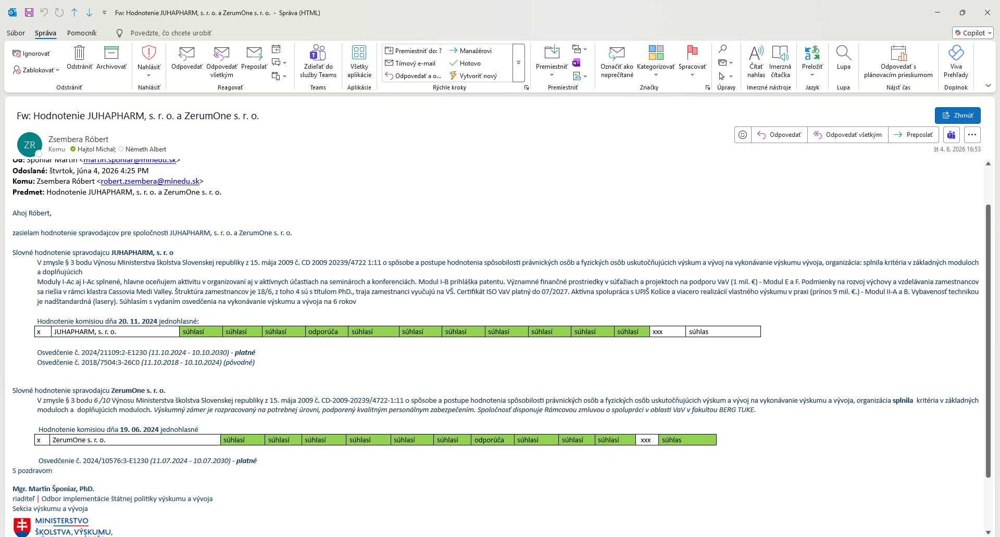 Fw: Hodnotenie JUHAPHARM, s. r. o. a ZerumOne s. r. o.  -  Správa (HTML)
Súbor Správa Pomocník Povedzte, čo chcete urobiť Copilot
Ignorovať
Zablokovať
Odstrániť
Archivovať
Odstrániť
Nahlásiť
Nahlásiť
Odpovedať
Odpovedať všetkým
Preposlať
Reagovať
Zdieľať do služby Teams
Teams
Všetky aplikácie
Aplikácie
Premiestniť do: ?
Tímový e-mail
Odpovedať a o...
Manažérovi
Hotovo
Vytvoriť nový
Rýchle kroky
Premiestniť
Premiestniť
Označiť ako neprečítané
Kategorizovať
Spracovať
Značky
Úpravy
Čítať nahlas
Imerzná čítačka
Imerzné nástroje
Preložiť
Jazyk
Lupa
Lupa
Odpovedať s plánovacím prieskumom
Nájsť čas
Viva Prehľady
Doplnok
Fw: Hodnotenie JUHAPHARM, s. r. o. a ZerumOne s. r. o.
Zhrnúť
ZR
Zsembera Róbert
Komu Hajtol Michal; Németh Albert
Odpovedať Odpovedať všetkým Preposlať
št 4. 6. 2026 16:53
Od: Šponiar Martin <martin.sponiar@minedu.sk>
Odoslané: štvrtok, júna 4, 2026 4:25 PM
Komu: Zsembera Róbert <robert.zsembera@minedu.sk>
Predmet: Hodnotenie JUHAPHARM, s. r. o. a ZerumOne s. r. o.
Ahoj Róbert,
zasielam hodnotenie spravodajcov pre spoločnosti JUHAPHARM, s. r. o. a ZerumOne s. r. o.
Slovné hodnotenie spravodajcu JUHAPHARM, s. r. o
V zmysle § 3 bodu Výnosu Ministerstva školstva Slovenskej republiky z 15. mája 2009 č. CD 2009 20239/4722 1:11 o spôsobe a postupe hodnotenia spôsobilosti právnických osôb a fyzických osôb uskutočňujúcich výskum a vývoj na vykonávanie výskumu vývoja, organizácia: splnila kritéria v základných moduloch
a doplňujúcich
Moduly I-Ac aj I-Ac splnené, hlavne oceňujem aktivitu v organizovaní aj v aktívnych účastiach na seminároch a konferenciách. Modul I-B prihláška patentu. Významné finančné prostriedky v súťažiach a projektoch na podporu VaV (1 mil. €) - Modul E a F. Podmienky na rozvoj výchovy a vzdelávania zamestnancov
sa riešia v rámci klastra Cassovia Medi Valley. Štruktúra zamestnancov je 18/6, z toho 4 sú s titulom PhD., traja zamestnanci vyučujú na VŠ. Certifikát ISO VaV platný do 07/2027. Aktívna spolupráca s UPJŠ Košice a viacero realizácií vlastného výskumu v praxi (prínos 9 mil. €.) - Modul II-A a B. Vybavenosť technikou
je nadštandardná (lasery). Súhlasím s vydaním osvedčenia na vykonávanie výskumu a vývoja na 6 rokov
Hodnotenie komisiou dňa 20. 11. 2024 jednohlasné:
x JUHAPHARM, s. r. o. súhlasí súhlasí súhlasí odporúča súhlasí súhlasí súhlasí súhlasí súhlasí súhlasí súhlasí xxx súhlas
Osvedčenie č. 2024/21109:2-E1230 (11.10.2024 - 10.10.2030) - platné
Osvedčenie č. 2018/7504:3-26C0 (11.10.2018 - 10.10.2024) (pôvodné)
Slovné hodnotenie spravodajcu ZerumOne s. r. o.
V zmysle § 3 bodu 6 /10 Výnosu Ministerstva školstva Slovenskej republiky z 15. mája 2009 č. CD-2009-20239/4722-1:11 o spôsobe a postupe hodnotenia spôsobilosti právnických osôb a fyzických osôb uskutočňujúcich výskum a vývoj na vykonávanie výskumu a vývoja, organizácia splnila  kritéria v základných
moduloch a  doplňujúcich moduloch. Výskumný zámer je rozpracovaný na potrebnej úrovni, podporený kvalitným personálnym zabezpečením. Spoločnosť disponuje Rámcovou zmluvou o spolupráci v oblasti VaV v fakultou BERG TUKE.
Hodnotenie komisiou dňa 19. 06. 2024 jednohlasné
x ZerumOne s. r. o. súhlasí súhlasí súhlasí súhlasí súhlasí súhlasí odporúča súhlasí súhlasí súhlasí xxx súhlas
Osvedčenie č. 2024/10576:3-E1230 (11.07.2024 - 10.07.2030) - platné
S pozdravom
Mgr. Martin Šponiar, PhD.
riaditeľ | Odbor implementácie štátnej politiky výskumu a vývoja
Sekcia výskumu a vývoja
MINISTERSTVO
ŠKOLSTVA, VÝSKUMU,